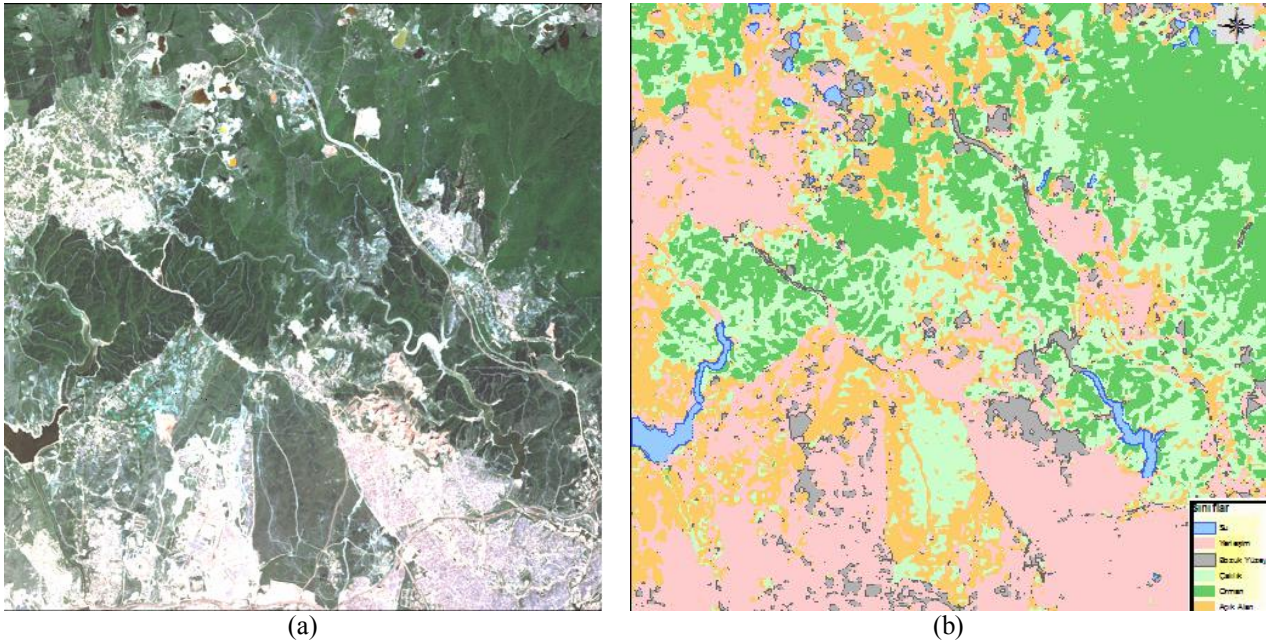 Sınıflar
Su
Yerleşim
Bozuk Yüzey
Çalılık
Orman
Açık Alan
(a)
(b)